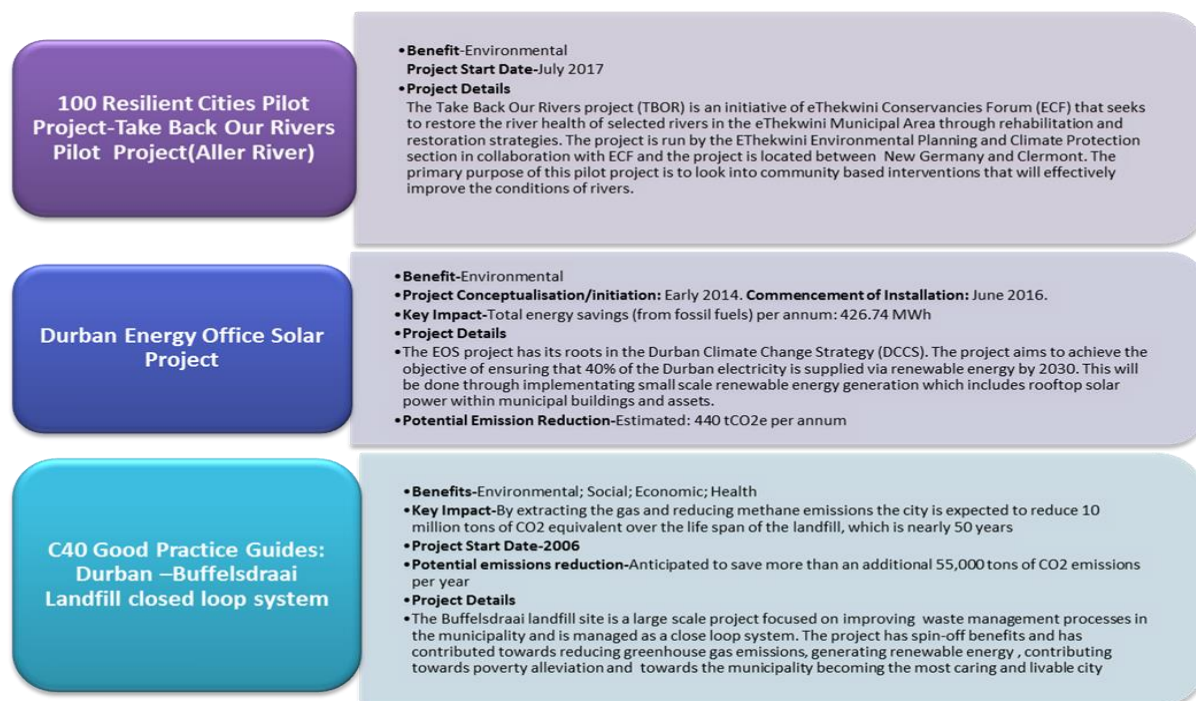 100 Resilient Cities Pilot
Project-Take Back Our Rivers
Pilot Project(Aller River)
•Benefit-Environmental
Project Start Date-July 2017
•Project Details
The Take Back Our Rivers project (TBOR) is an initiative of eThekwini Conservancies Forum (ECF) that seeks
to restore the river health of selected rivers in the eThekwini Municipal Area through rehabilitation and
restoration strategies. The project is run by the EThekwini Environmental Planning and Climate Protection
section in collaboration with ECF and the project is located between New Germany and Clermont. The
primary purpose of this pilot project is to look into community based interventions that will effectively
improve the conditions of rivers.
Durban Energy Office Solar
Project
•Benefit-Environmental
•Project Conceptualisation/initiation: Early 2014. Commencement of Installation: June 2016.
•Key Impact-Total energy savings (from fossil fuels) per annum: 426.74 MWh
•Project Details
•The EOS project has its roots in the Durban Climate Change Strategy (DCCS). The project aims to achieve the
objective of ensuring that 40% of the Durban electricity is supplied via renewable energy by 2030. This will
be done through implementating small scale renewable energy generation which includes rooftop solar
power within municipal buildings and assets.
•Potential Emission Reduction-Estimated: 440 tCO2e per annum
C40 Good Practice Guides:
Durban –Buffelsdraai
Landfill closed loop system
•Benefits-Environmental; Social; Economic; Health
•Key Impact-By extracting the gas and reducing methane emissions the city is expected to reduce 10
million tons of CO2 equivalent over the life span of the landfill, which is nearly 50 years
•Project Start Date-2006
•Potential emissions reduction-Anticipated to save more than an additional 55,000 tons of CO2 emissions
per year
•Project Details
•The Buffelsdraai landfill site is a large scale project focused on improving waste management processes in
the municipality and is managed as a close loop system. The project has spin-off benefits and has
contributed towards reducing greenhouse gas emissions, generating renewable energy , contributing
towards poverty alleviation and towards the municipality becoming the most caring and livable city